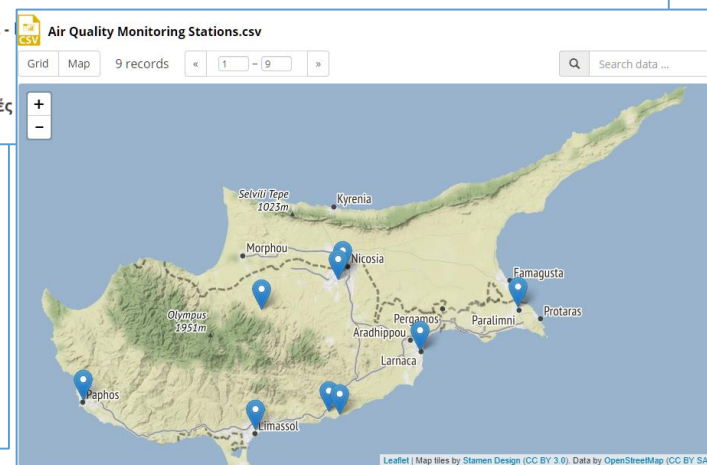 CSV
Air Quality Monitoring Stations.csv
Grid Map 9 records « 1 – 9 » Search data ...
ές
+
−
Selvili Tepe
1023m
Kyrenia
Morphou
Nicosia
Famagusta
Olympus
1951m
Pergamos
Paralimni
Protaras
Aradhippou
Larnaca
Paphos
Limassol
Leaflet | Map tiles by Stamen Design (CC BY 3.0). Data by OpenStreetMap (CC BY SA